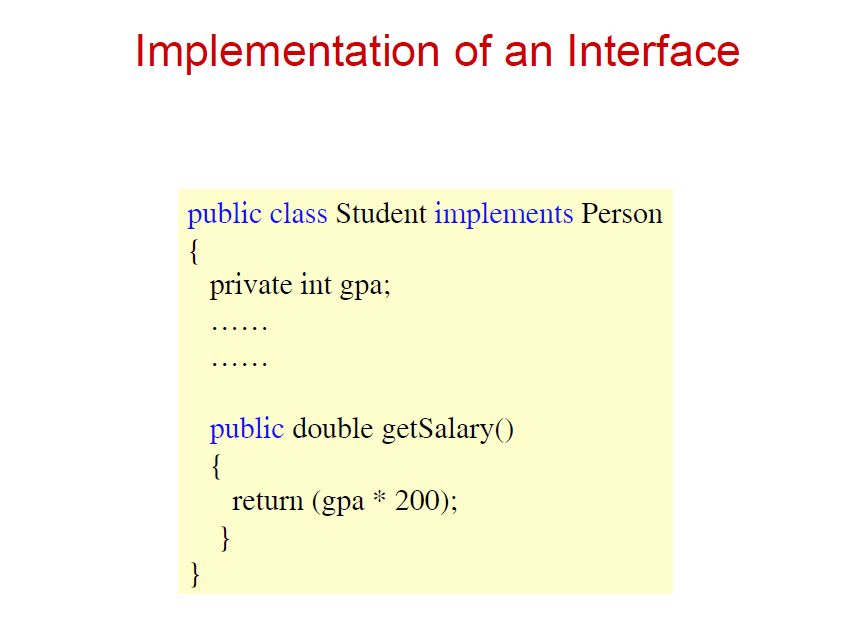 Implementation of an Interface
public class Student implements Person
{
private int gpa;
……
……
public double getSalary()
{
return (gpa * 200);
}
}